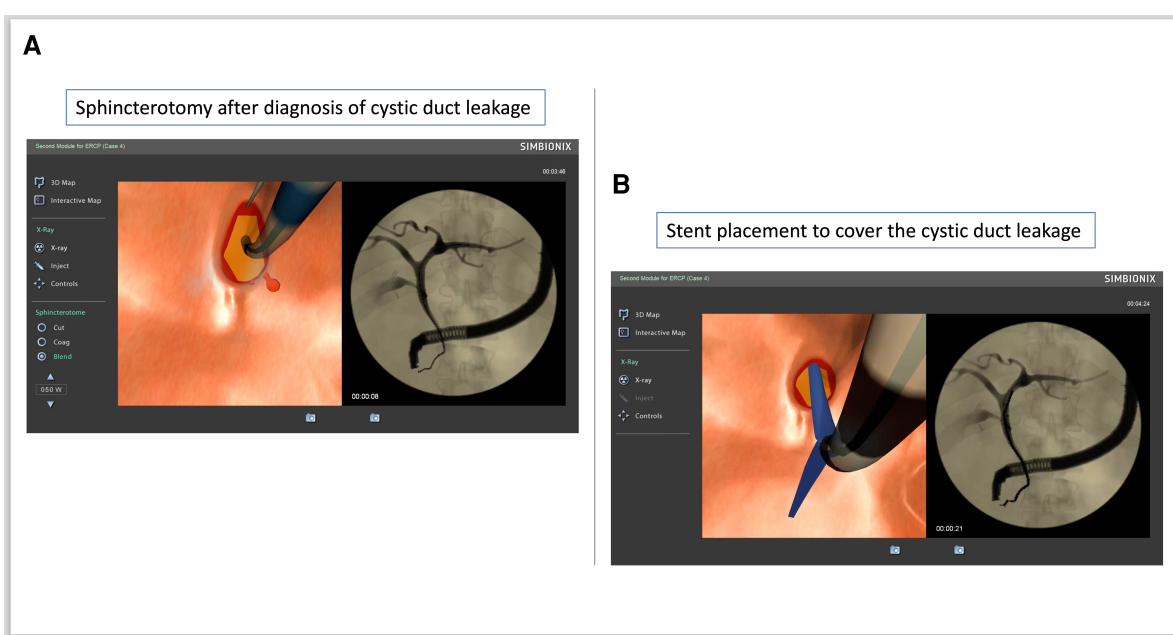 A
Sphincterotomy after diagnosis of cystic duct leakage
Second Module for ERCP (Case 4)
SIMBIONIX
00:03:46
3D Map
Interactive Map
X-Ray
X-ray
Inject
Controls
Sphincterotome
Cut
Coag
Blend
050 W
00:00:08
B
Stent placement to cover the cystic duct leakage
Second Module for ERCP (Case 4)
SIMBIONIX
00:04:24
3D Map
Interactive Map
X-Ray
X-ray
Inject
Controls
00:00:21